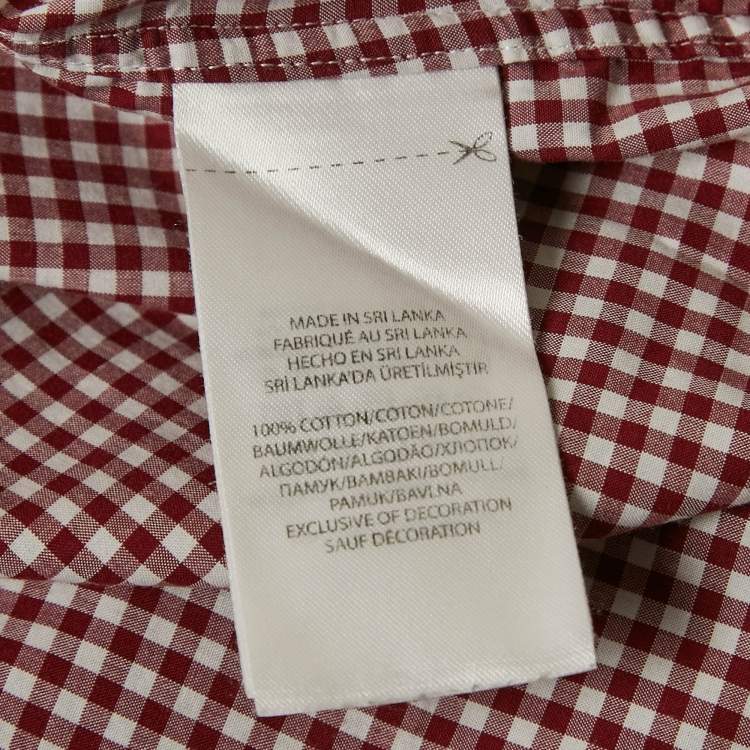 MADE IN SRI LANKA
FABRIQUÉ AU SRI LANKA
HECHO EN SRI LANKA
SRİ LANKA'DA ÜRETİLMİŞTİR
100% COTTON/COTON/COTONE/
BAUMWOLLE/KATOEN/BOMULD/
ALGODÓN/ALGODÃO/ХЛОПОК/
ПАМУК/BAMBAKI/BOMULL/
PAMUK/BAVLNA
EXCLUSIVE OF DECORATION
SAUF DÉCORATION